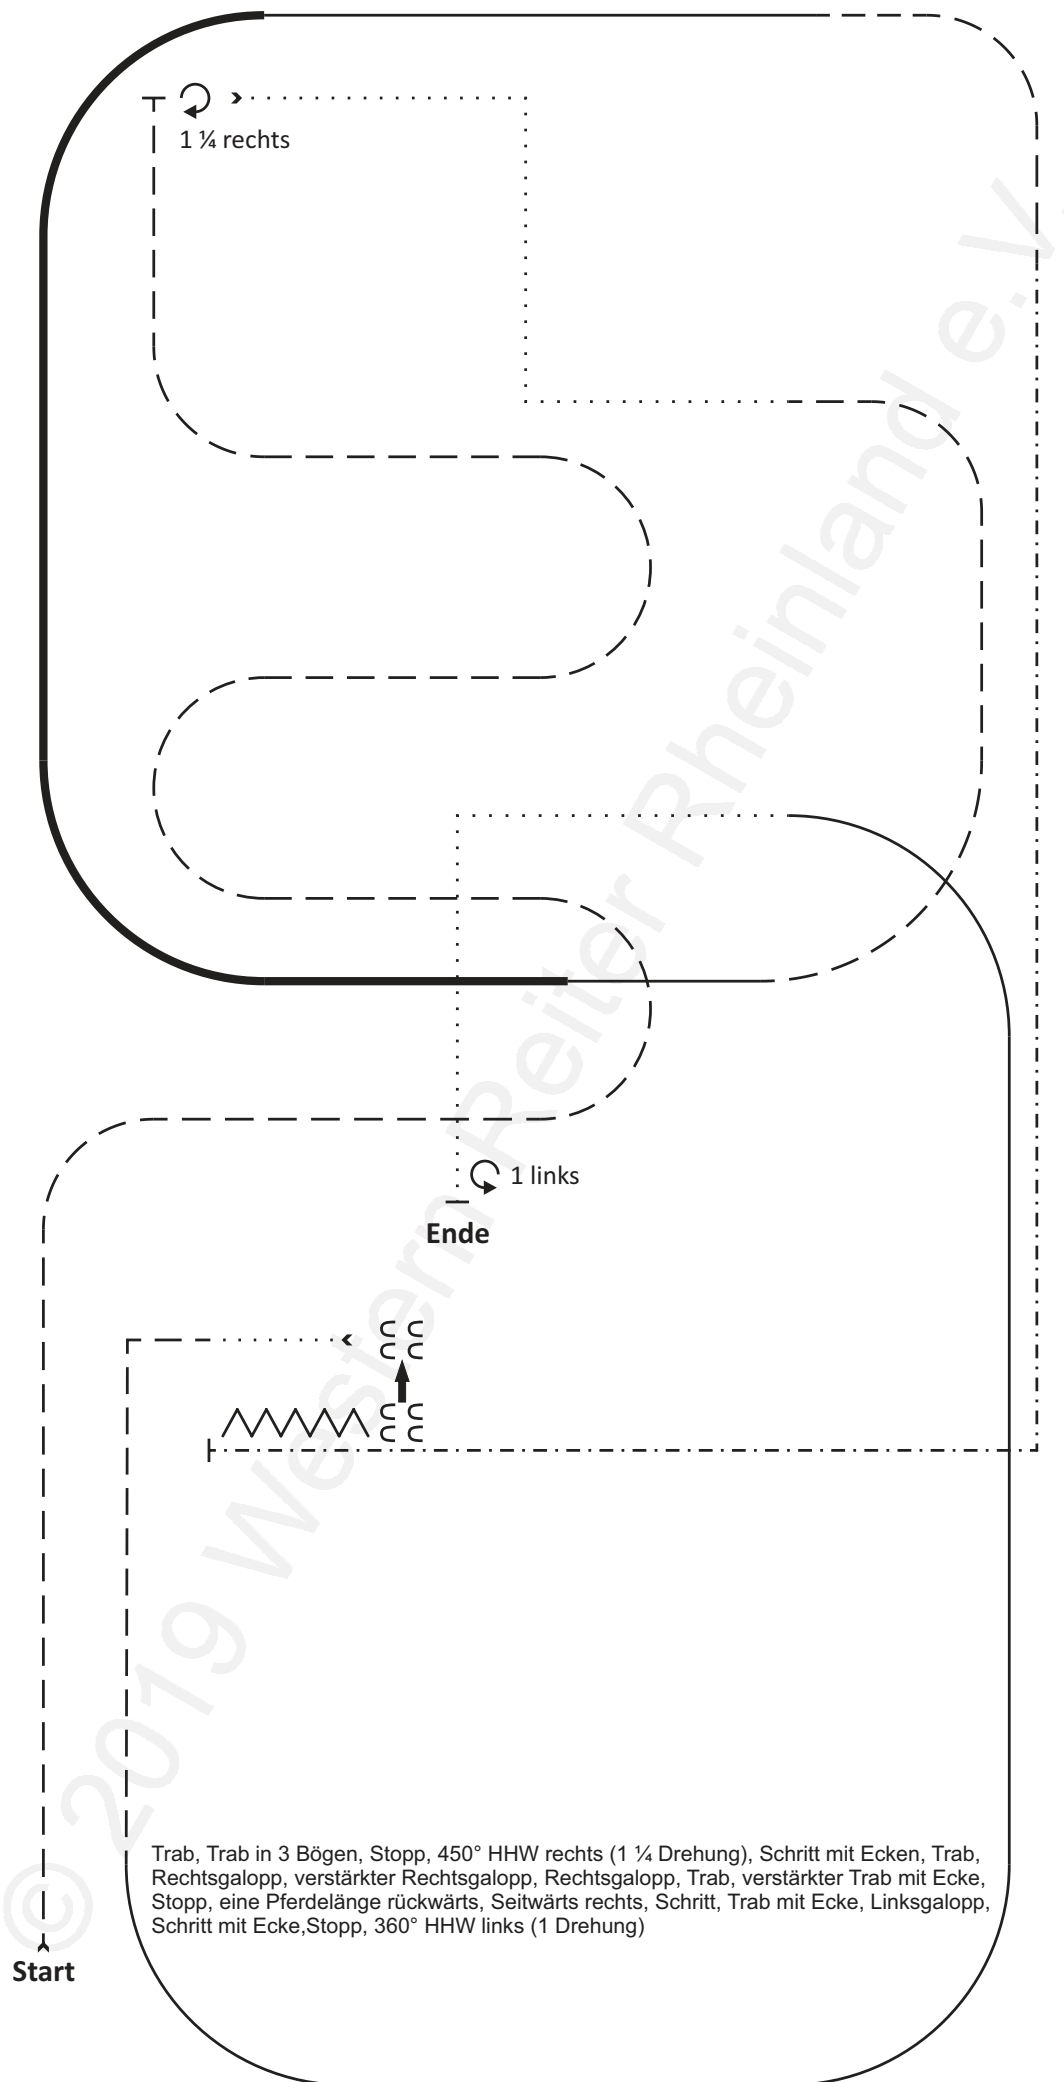 1 ¼ rechts
1 links
Ende
Trab, Trab in 3 Bögen, Stopp, 450° HHW rechts (1 ¼ Drehung), Schritt mit Ecken, Trab,
Rechtsgalopp, verstärkter Rechtsgalopp, Rechtsgalopp, Trab, verstärkter Trab mit Ecke,
Stopp, eine Pferdelänge rückwärts, Seitwärts rechts, Schritt, Trab mit Ecke, Linksgalopp,
Schritt mit Ecke,Stopp, 360° HHW links (1 Drehung)
Start
© 2019 Western Reiter Rheinland e.V.